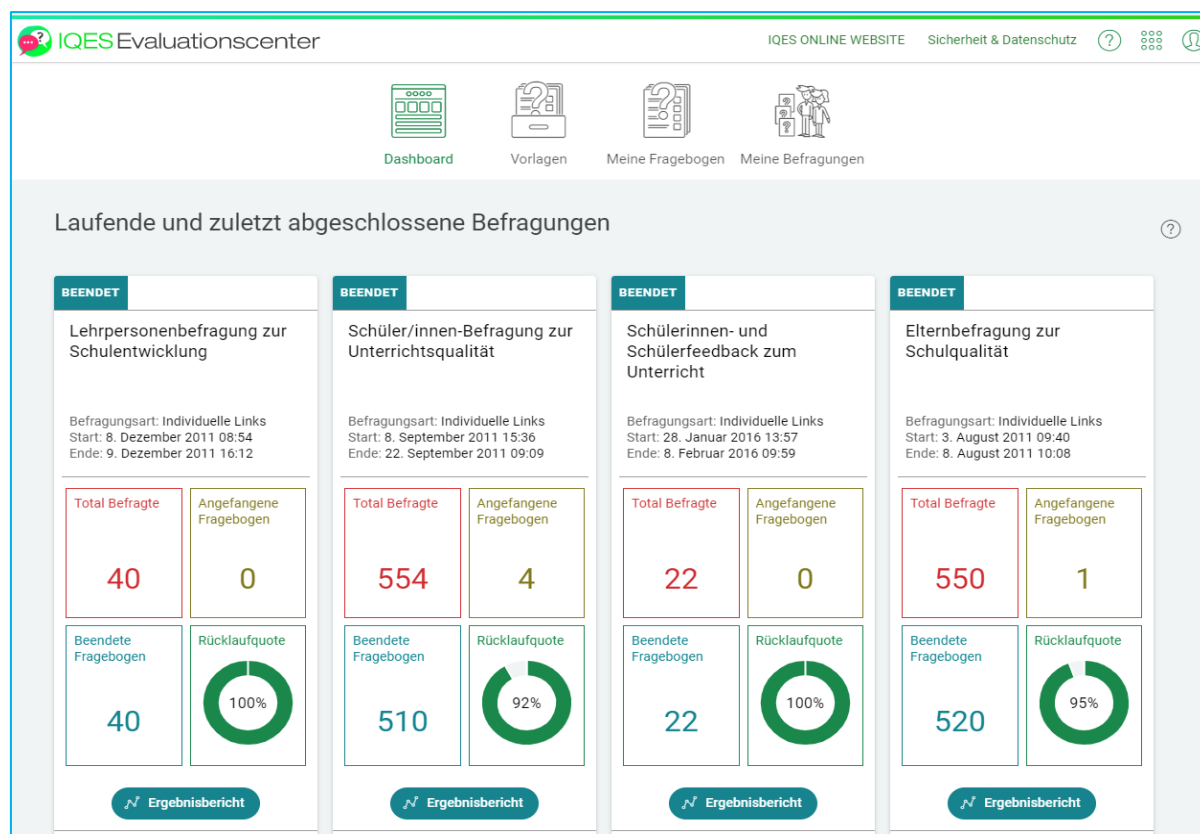 IQES Evaluationscenter
IQES ONLINE WEBSITE
Sicherheit & Datenschutz
?
Dashboard
Vorlagen
Meine Fragebogen
Meine Befragungen
Laufende und zuletzt abgeschlossene Befragungen
?
BEENDET
Lehrpersonenbefragung zur
Schulentwicklung
Befragungsart: Individuelle Links
Start: 8. Dezember 2011 08:54
Ende: 9. Dezember 2011 16:12
Total Befragte
40
Angefangene
Fragebogen
0
Beendete
Fragebogen
40
Rücklaufquote
100%
Ergebnisbericht
BEENDET
Schüler/innen-Befragung zur
Unterrichtsqualität
Befragungsart: Individuelle Links
Start: 8. September 2011 15:36
Ende: 22. September 2011 09:09
Total Befragte
554
Angefangene
Fragebogen
4
Beendete
Fragebogen
510
Rücklaufquote
92%
Ergebnisbericht
BEENDET
Schülerinnen- und
Schülerfeedback zum
Unterricht
Befragungsart: Individuelle Links
Start: 28. Januar 2016 13:57
Ende: 8. Februar 2016 09:59
Total Befragte
22
Angefangene
Fragebogen
0
Beendete
Fragebogen
22
Rücklaufquote
100%
Ergebnisbericht
BEENDET
Elternbefragung zur
Schulqualität
Befragungsart: Individuelle Links
Start: 3. August 2011 09:40
Ende: 8. August 2011 10:08
Total Befragte
550
Angefangene
Fragebogen
1
Beendete
Fragebogen
520
Rücklaufquote
95%
Ergebnisbericht